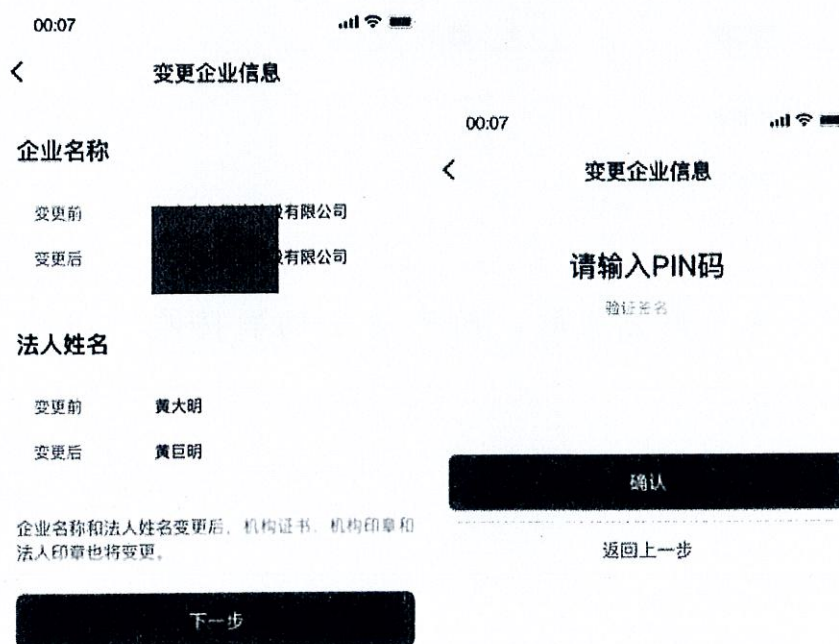 00:07
变更企业信息
企业名称
变更前
有限公司
变更后
有限公司
法人姓名
变更前 黄大明
变更后 黄巨明
企业名称和法人姓名变更后，机构证书、机构印章和
法人印章也将变更。
下一步
00:07
变更企业信息
请输入PIN码
验证签名
确认
返回上一步